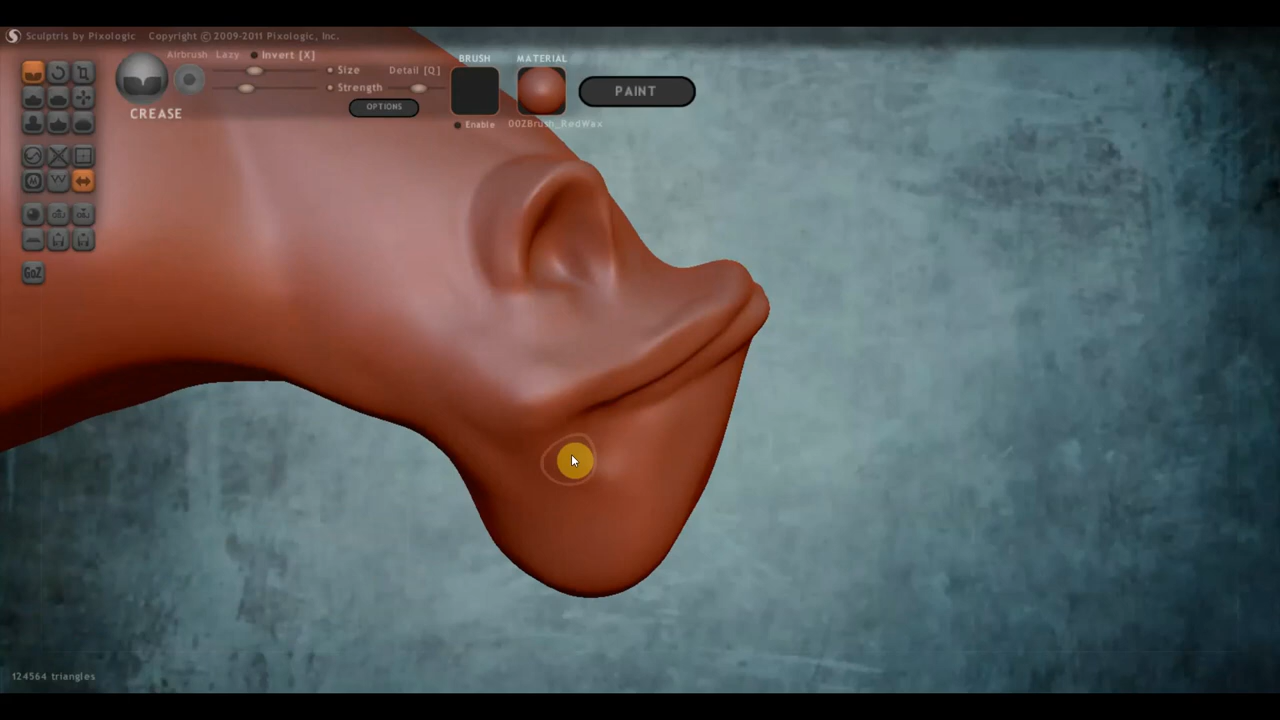 Sculptris by Pixologic Copyright © 2009-2011 Pixologic, Inc.
Airbrush Lazy Invert [X]
BRUSH MATERIAL
Size Detail [Q]
Strength
PAINT
OPTIONS
CREASE
Enable 00ZBrush_RedWax
GoZ
124564 triangles